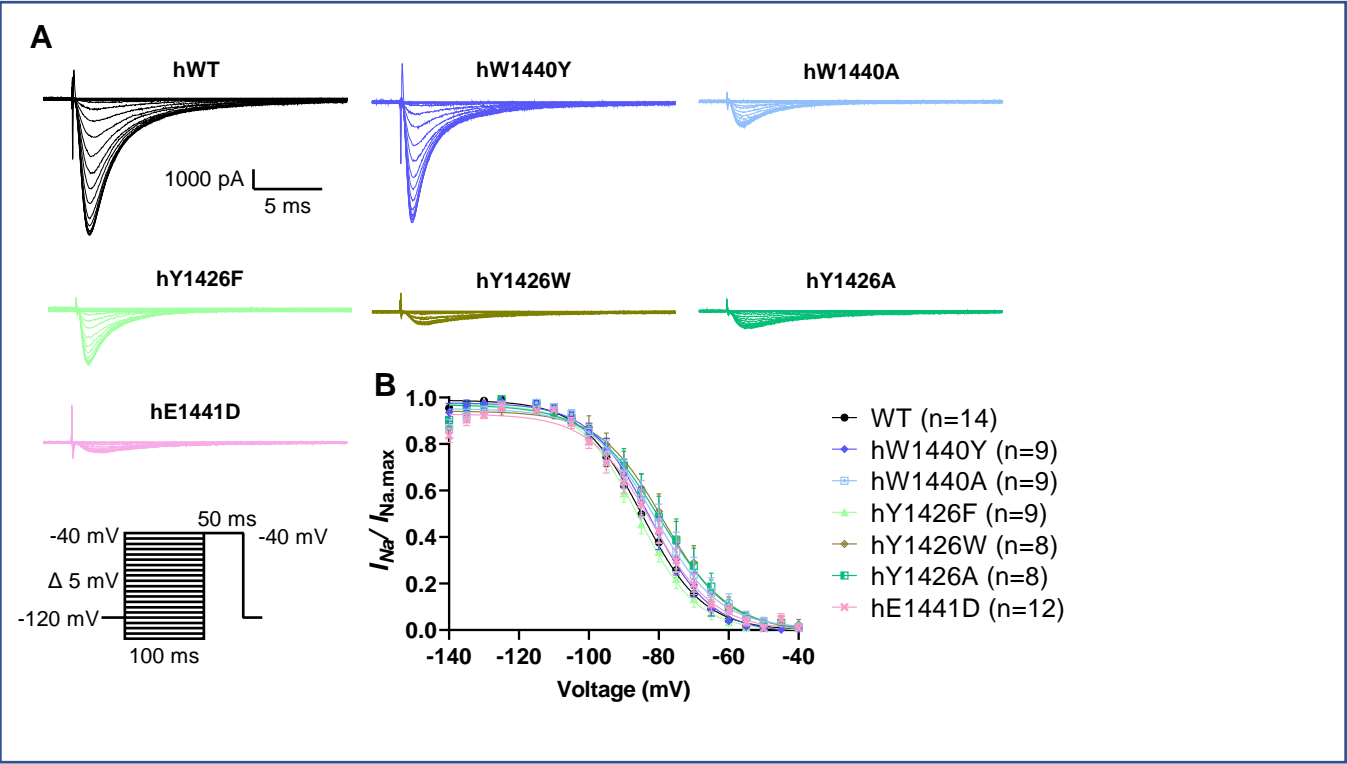 A
hWT
hW1440Y
hW1440A
1000 pA
5 ms
hY1426F
hY1426W
hY1426A
hE1441D
50 ms
-40 mV
-40 mV
Δ 5 mV
-120 mV
100 ms
B
1.0
0.8
0.6
0.4
0.2
0.0
INa/ INa.max
-140 -120 -100 -80 -60 -40
Voltage (mV)
WT (n=14)
hW1440Y (n=9)
hW1440A (n=9)
hY1426F (n=9)
hY1426W (n=8)
hY1426A (n=8)
hE1441D (n=12)